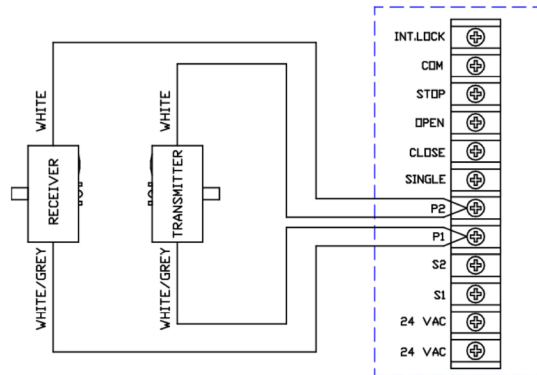 WHITE
WHITE
RECEIVER
TRANSMITTER
WHITE/GREY
WHITE/GREY
INT.LOCK
COM
STOP
OPEN
CLOSE
SINGLE
P2
P1
S2
S1
24 VAC
24 VAC